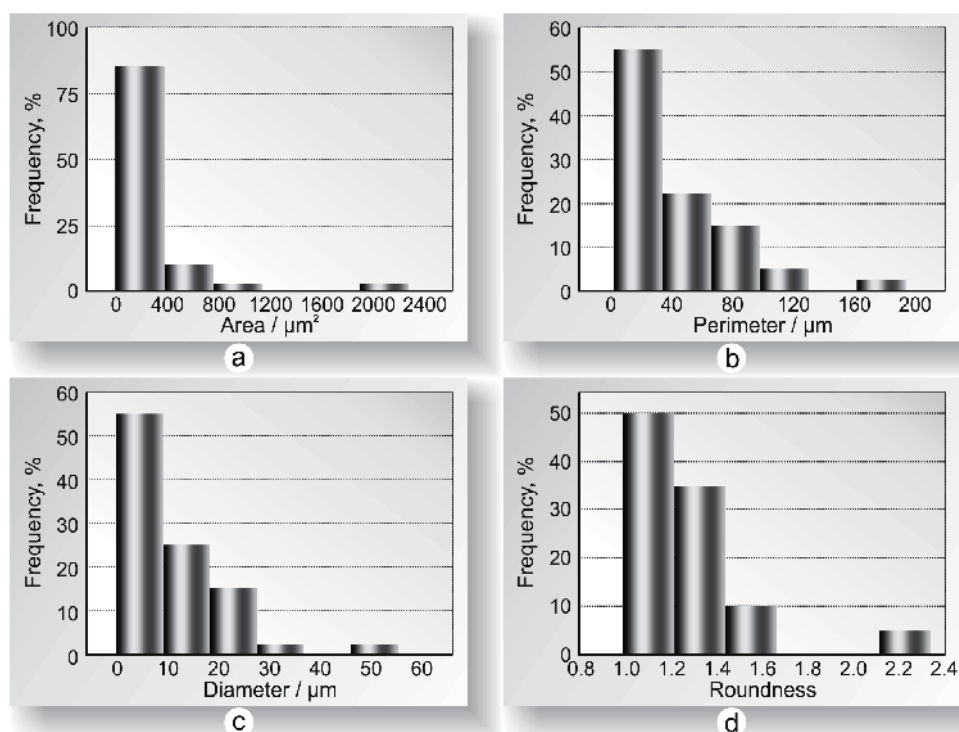 100
75
50
25
0
Frequency, %
0 400 800 1200 1600 2000 2400
Area / µm²
a
60
50
40
30
20
10
0
Frequency, %
0 40 80 120 160 200
Perimeter / µm
b
60
50
40
30
20
10
0
Frequency, %
0 10 20 30 40 50 60
Diameter / µm
c
50
40
30
20
10
0
Frequency, %
0.8 1.0 1.2 1.4 1.6 2.0 2.2 2.4
Roundness
d